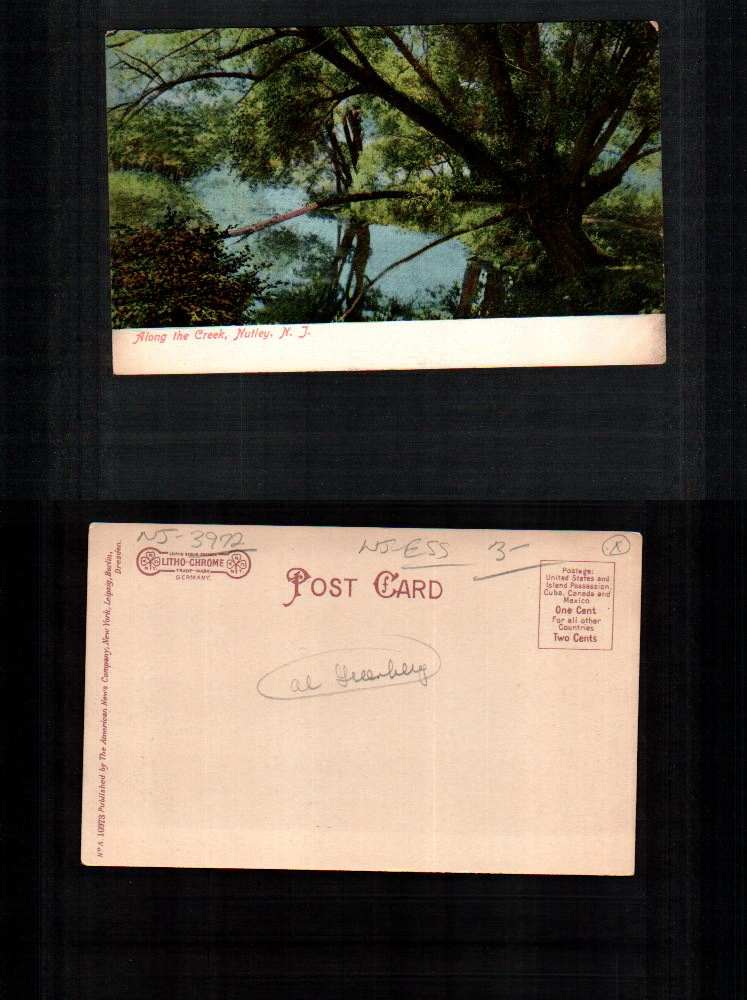 Along the Creek, Nutley, N. J.
NJ-3972
NJ-ESS 3-
LITHO-CHROME
TRADE MARK
GERMANY.
POST CARD
Postage:
United States and
Island Possession,
Cuba, Canada and
Mexico
One Cent
For all other
Countries
Two Cents
al Greenberg
Published by The American News Company, New York, Leipzig, Berlin,
Dresden.